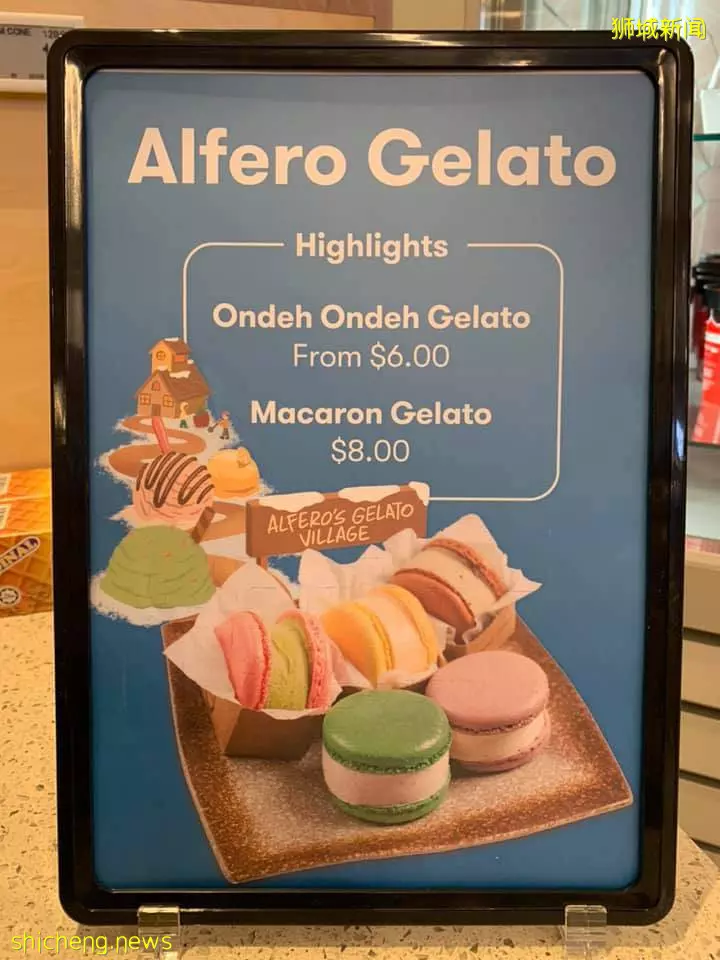 狮城新闻
Alfero Gelato
Highlights
Ondeh Ondeh Gelato
From $6.00
Macaron Gelato
$8.00
ALFERO'S GELATO
VILLAGE
shicheng.news